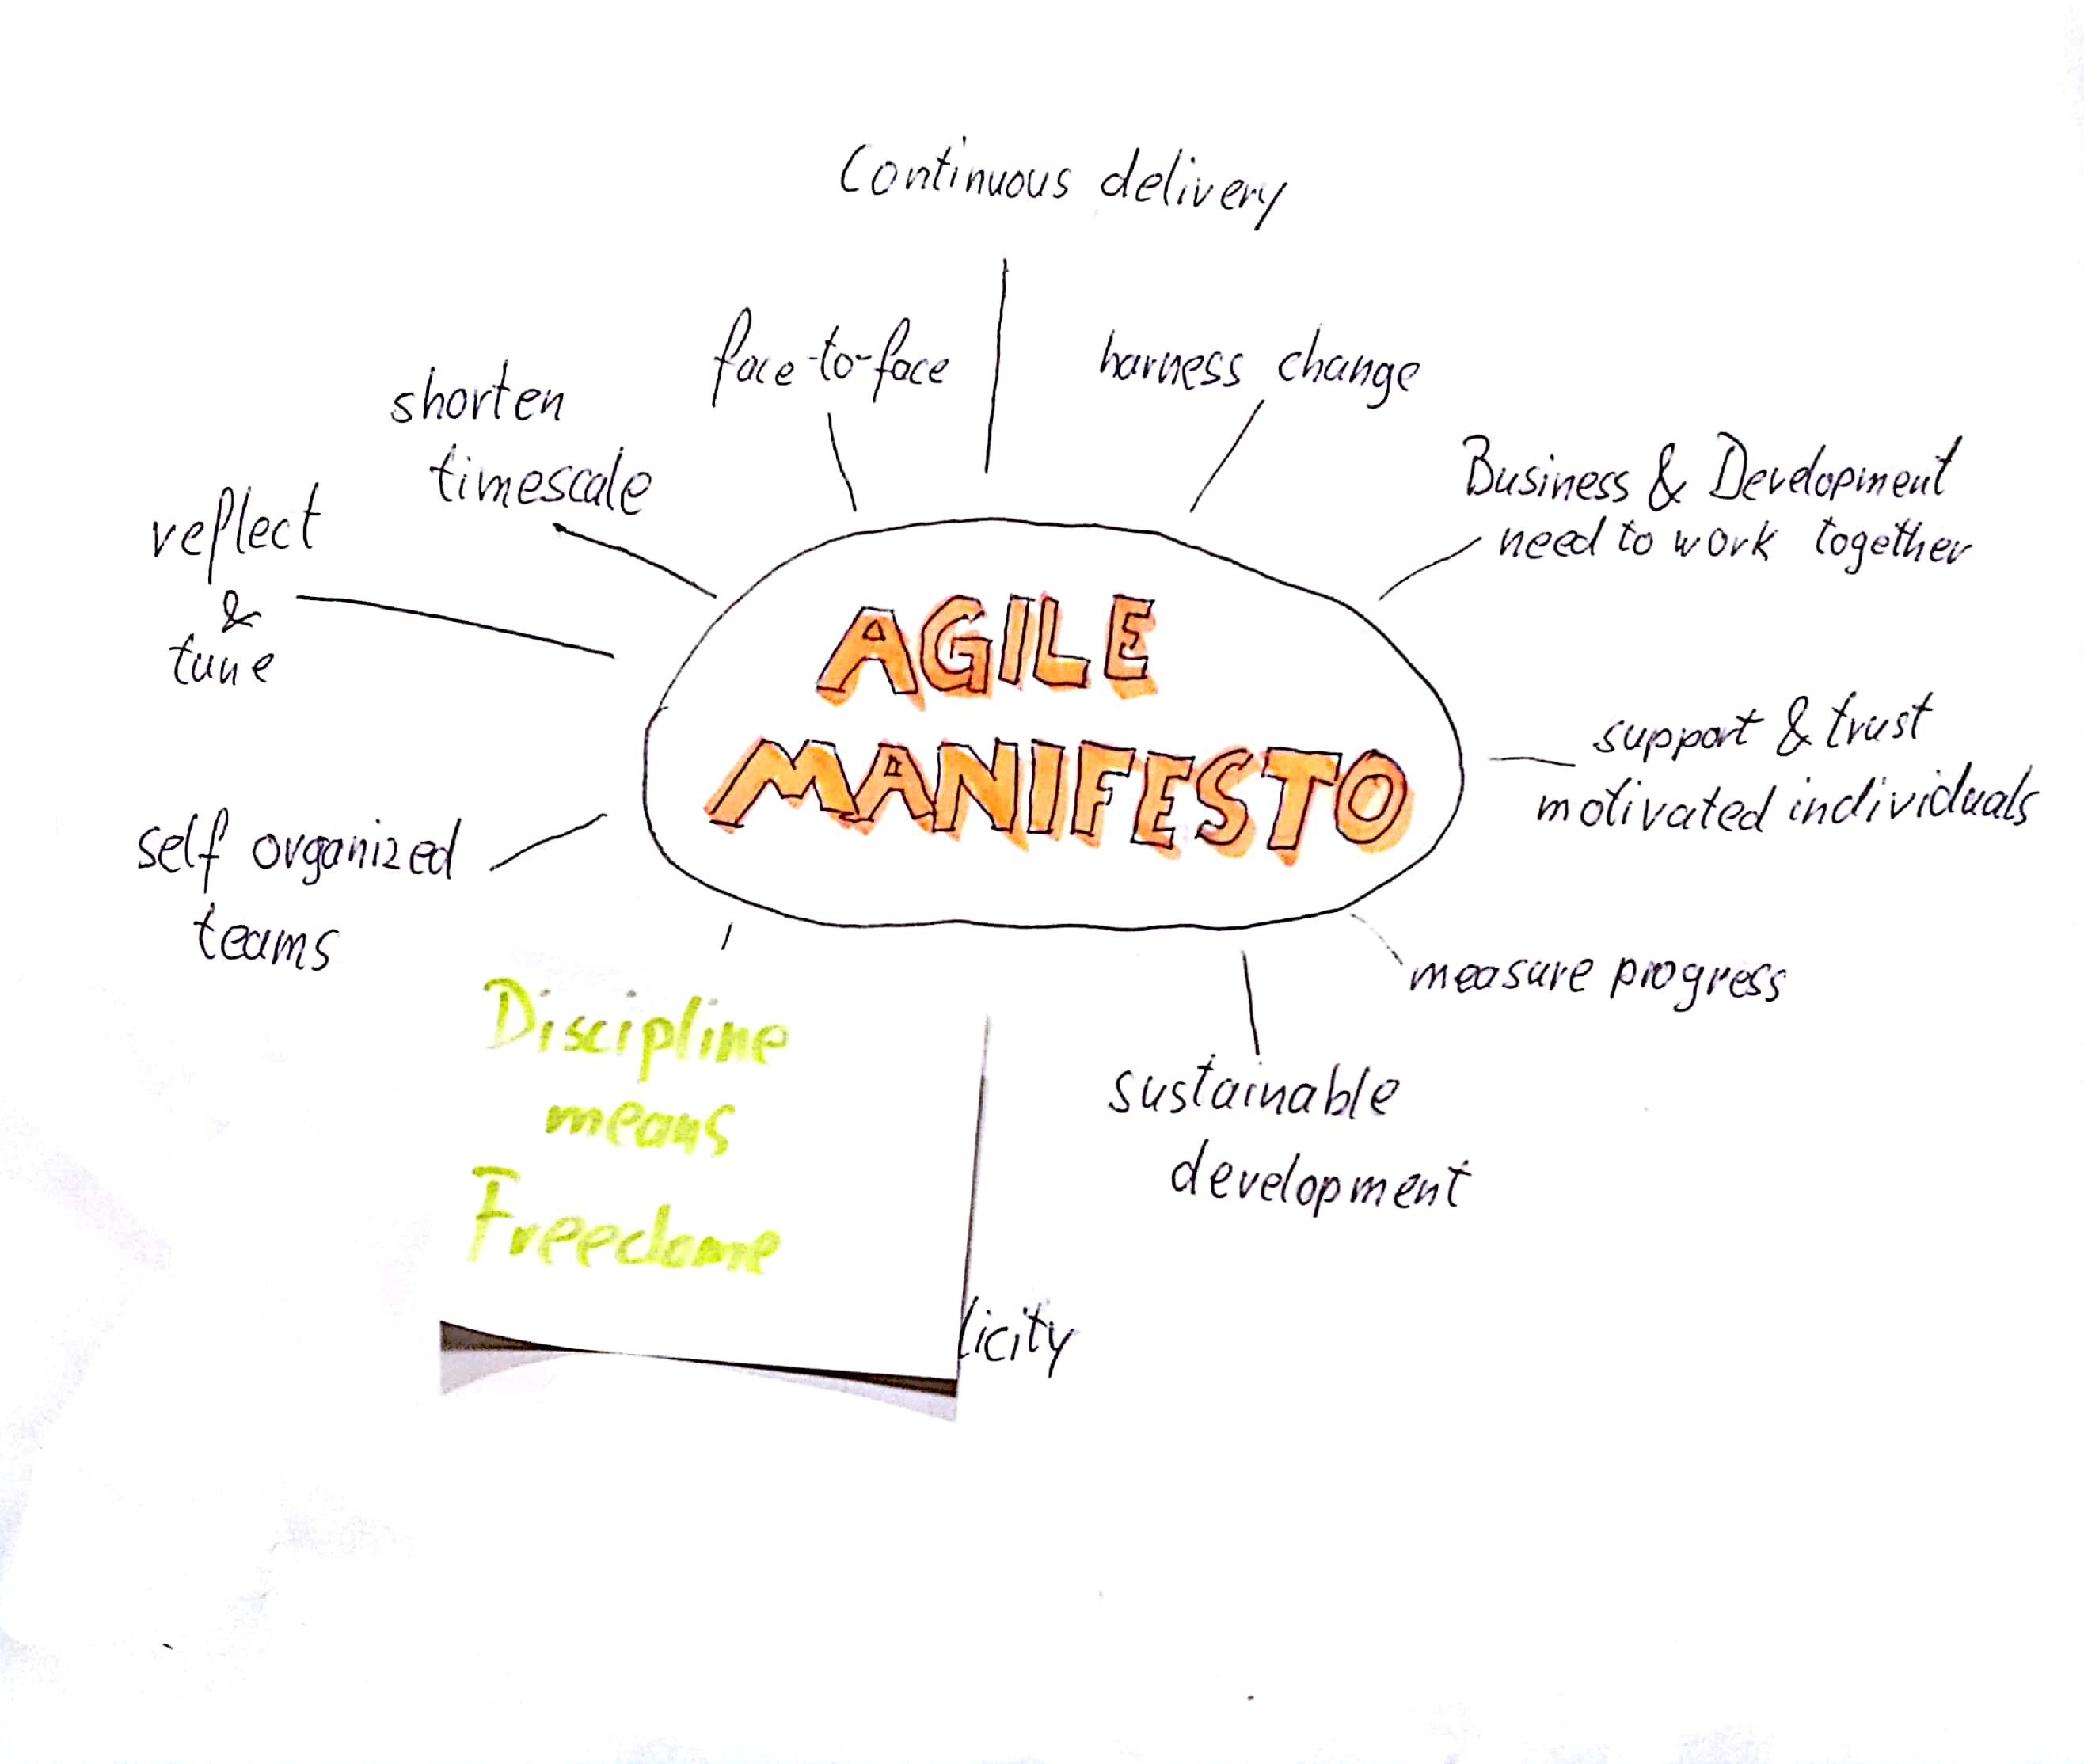 Continuous delivery
face-to-face
harness change
shorten
timescale
Business & Development
need to work together
reflect
&
tune
AGILE
MANIFESTO
support & trust
motivated individuals
self organized
teams
measure progress
Discipline
means
Freedome
sustainable
development
licity